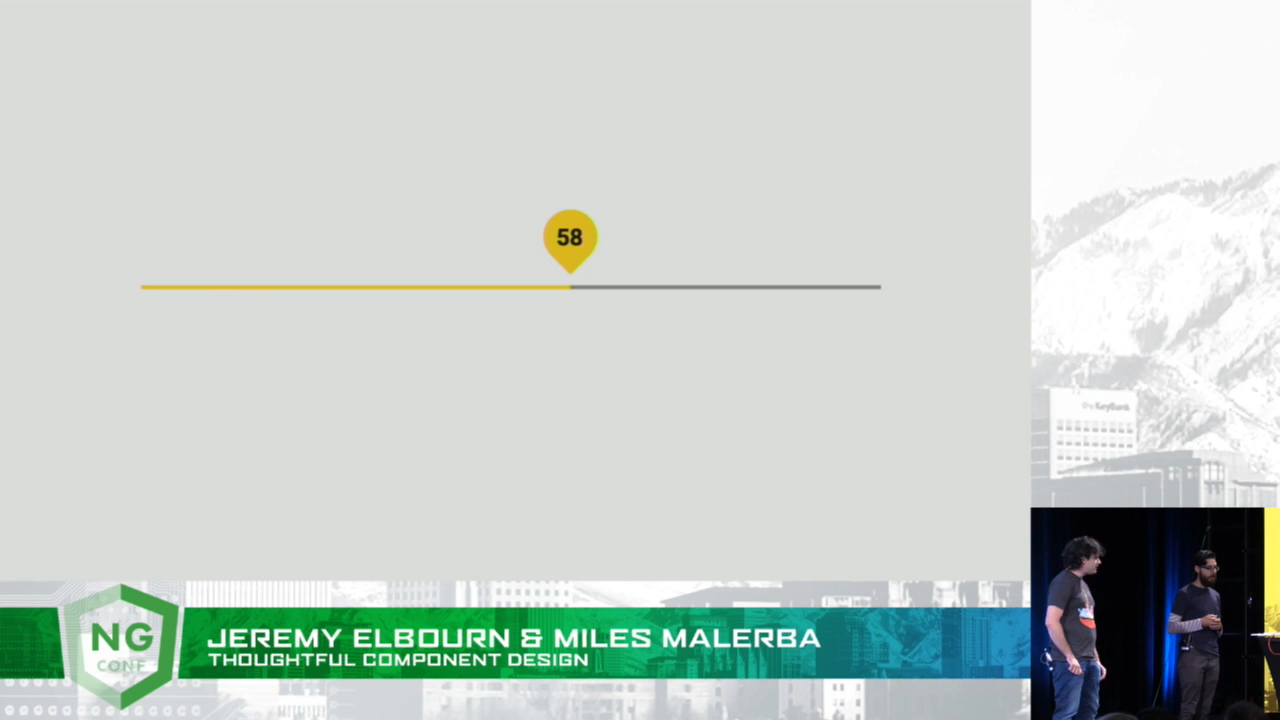 58
KeyBank
NG
CONF
JEREMY ELBOURN & MILES MALERBA
THOUGHTFUL COMPONENT DESIGN